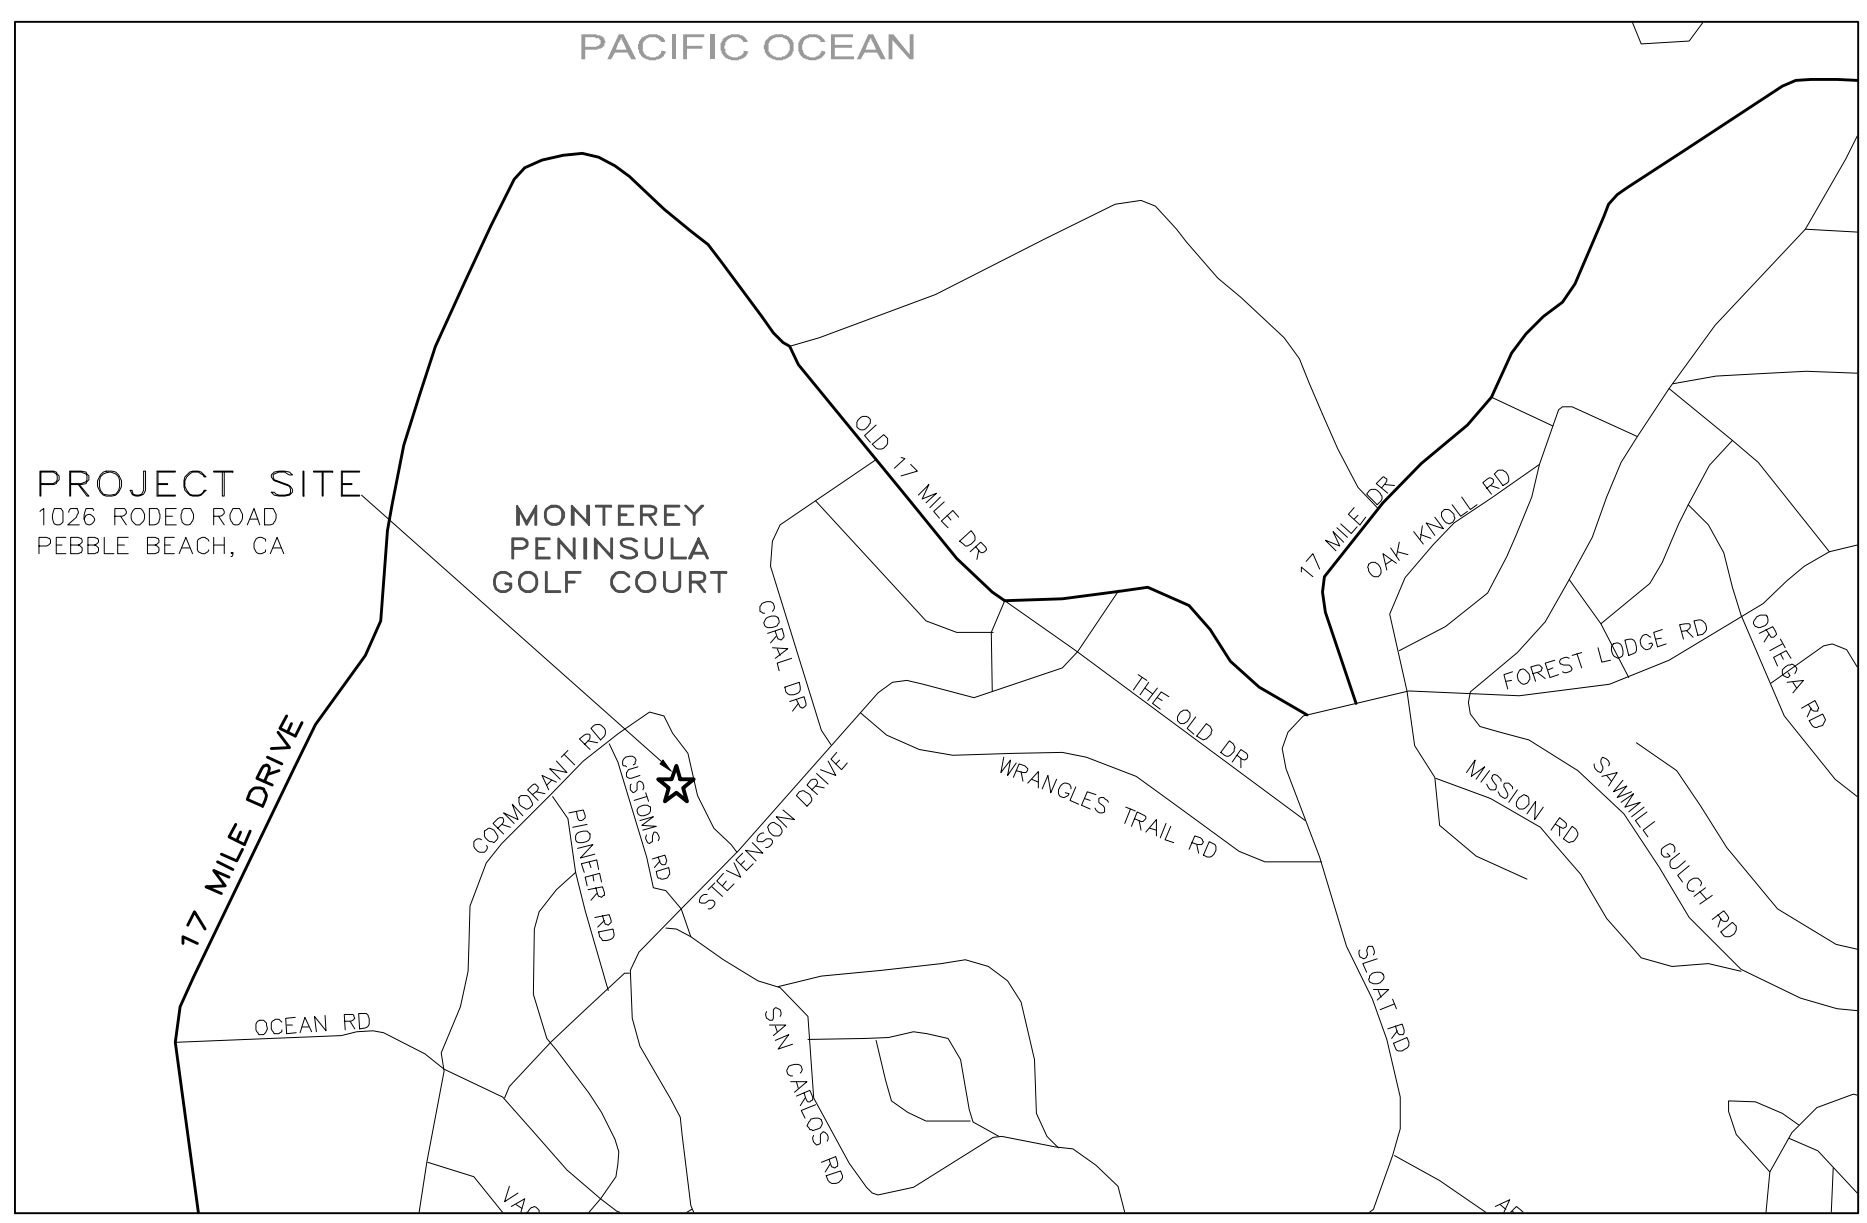 PACIFIC OCEAN
PROJECT SITE
1026 RODEO ROAD
PEBBLE BEACH, CA
MONTEREY
PENINSULA
GOLF COURT
OLD 17 MILE DR
17 MILE DR
OAK KNOLL RD
CORAL DR
FOREST LODGE RD
ORTEGA RD
THE OLD DR
17 MILE DRIVE
CORMORANT RD
CUSTOMS RD
PIONEER RD
STEVENSON DRIVE
WRANGLES TRAIL RD
MISSION RD
SAWMILL GULCH RD
SLOAT RD
OCEAN RD
SAN CARLOS RD